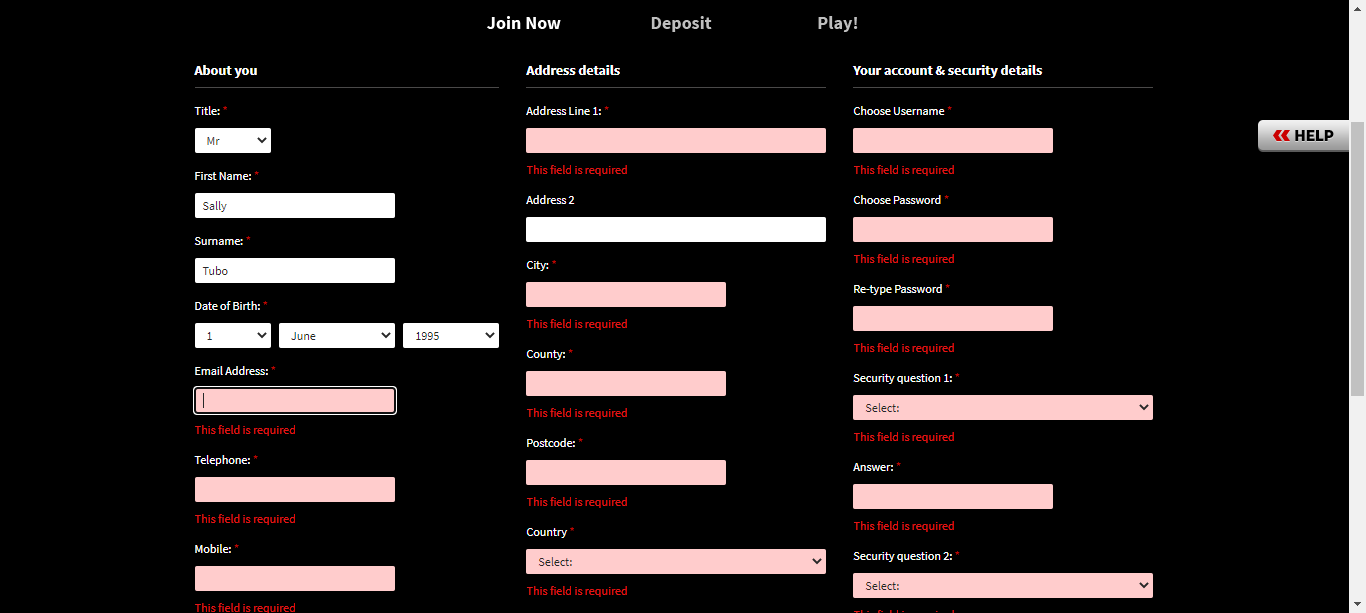 Join Now
Deposit
Play!
About you
Title: *
Mr
First Name: *
Sally
Surname: *
Tubo
Date of Birth: *
1
June
1995
Email Address: *
This field is required
Telephone: *
This field is required
Mobile: *
This field is required
Address details
Address Line 1: *
This field is required
Address 2
City: *
This field is required
County: *
This field is required
Postcode: *
This field is required
Country *
Select:
This field is required
Your account & security details
Choose Username *
This field is required
Choose Password *
This field is required
Re-type Password *
This field is required
Security question 1: *
Select:
This field is required
Answer: *
This field is required
Security question 2: *
Select:
HELP